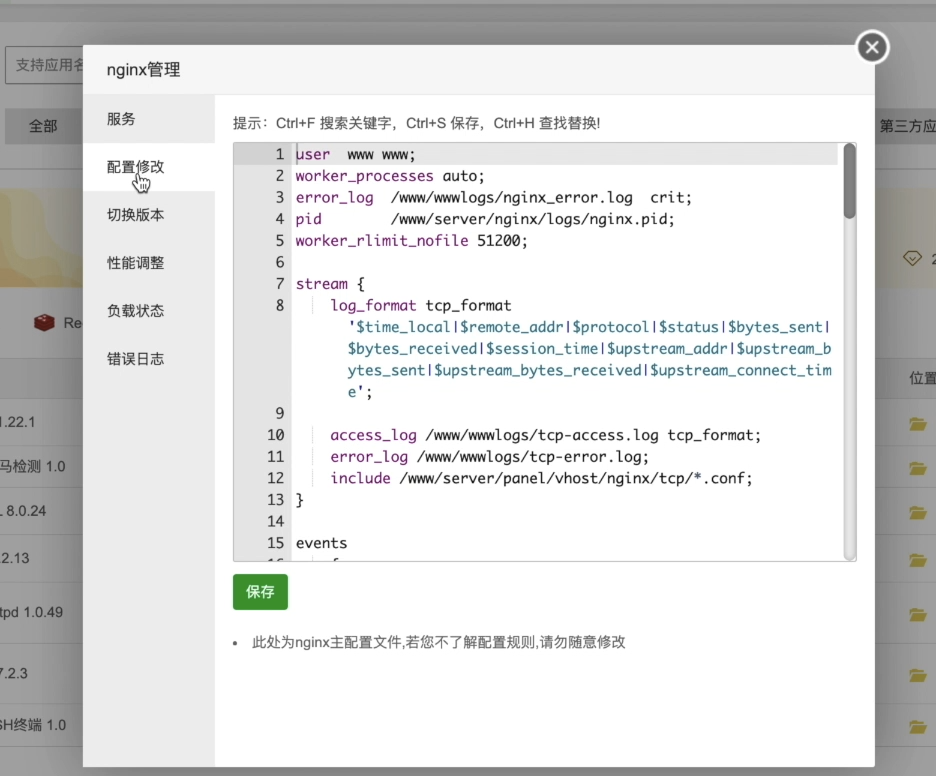 支持应用名
nginx管理
全部
第三方应
服务
配置修改
切换版本
性能调整
负载状态
错误日志
提示：Ctrl+F 搜索关键字，Ctrl+S 保存，Ctrl+H 查找替换!
1 user  www www;
2 worker_processes auto;
3 error_log  /www/wwwlogs/nginx_error.log  crit;
4 pid        /www/server/nginx/logs/nginx.pid;
5 worker_rlimit_nofile 51200;
6
7 stream {
8     log_format tcp_format
'$time_local|$remote_addr|$protocol|$status|$bytes_sent|
$bytes_received|$session_time|$upstream_addr|$upstream_b
ytes_sent|$upstream_bytes_received|$upstream_connect_tim
e';
9
10     access_log /www/wwwlogs/tcp-access.log tcp_format;
11     error_log /www/wwwlogs/tcp-error.log;
12     include /www/server/panel/vhost/nginx/tcp/*.conf;
13 }
14
15 events
保存
此处为nginx主配置文件,若您不了解配置规则,请勿随意修改
2
Re
位置
1.22.1
马检测 1.0
8.0.24
2.13
tpd 1.0.49
7.2.3
SH终端 1.0